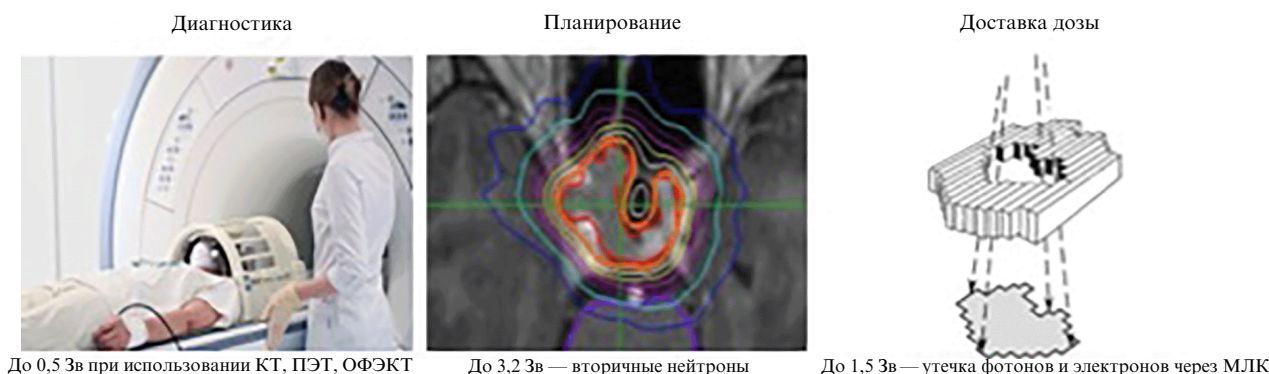 Диагностика
Планирование
Доставка дозы
До 0,5 Зв при использовании КТ, ПЭТ, ОФЭКТ
До 3,2 Зв — вторичные нейтроны
До 1,5 Зв — утечка фотонов и электронов через МЛК